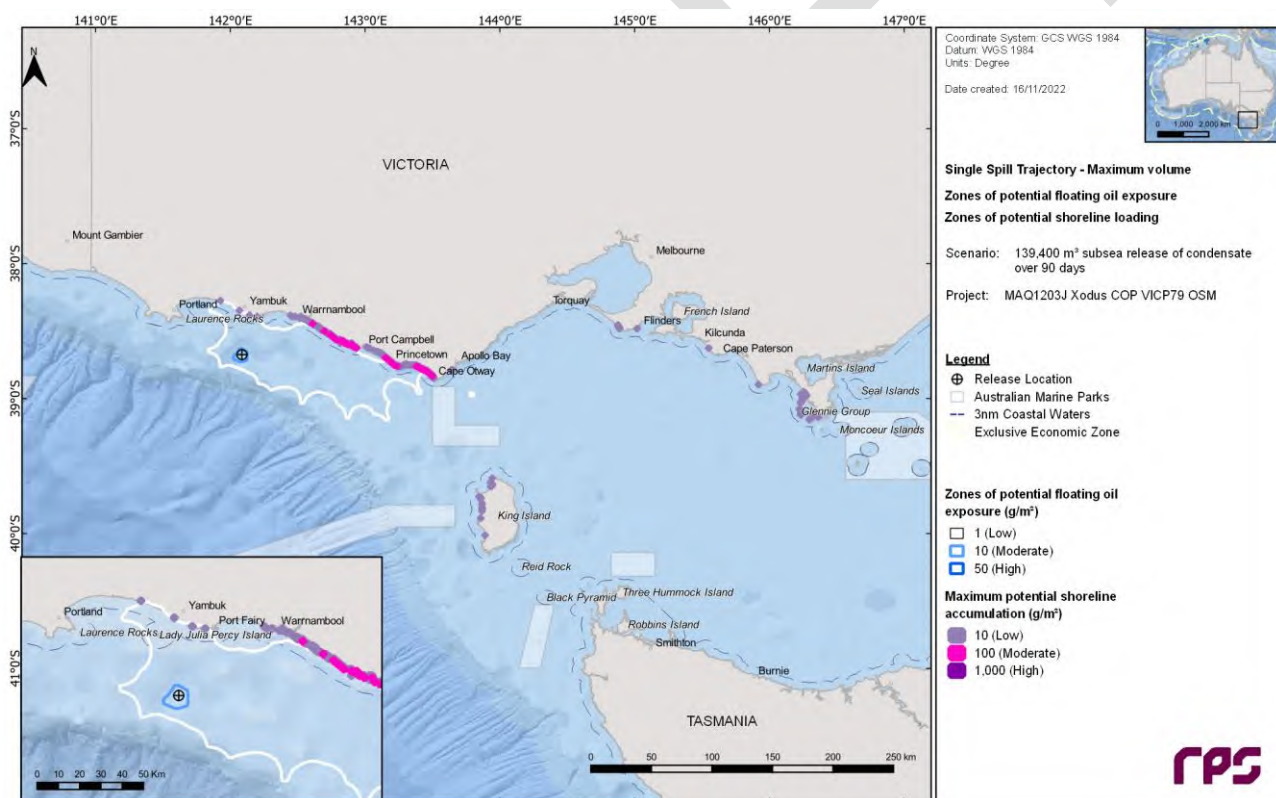 141°0'E 142°0'E 143°0'E 144°0'E 145°0'E 146°0'E 147°0'E
N
37°0'S
38°0'S
39°0'S
40°0'S
41°0'S
VICTORIA
Mount Gambier
Melbourne
Portland
Yambuk
Warrnambool
Laurence Rocks
Torquay
French Island
Flinders
Kilcunda
Port Campbell
Princetown
Apollo Bay
Cape Otway
Cape Paterson
Martins Island
Seal Islands
Glennie Group
Moncoeur Islands
King Island
Reid Rock
Black Pyramid
Three Hummock Island
Robbins Island
Smithton
Burnie
TASMANIA
0 50 100 150 200 250 km
Portland
Yambuk
Port Fairy
Warrnambool
Laurence Rocks
Lady Julia Percy Island
0 10 20 30 40 50 Km
Coordinate System: GCS WGS 1984
Datum: WGS 1984
Units: Degree
Date created: 16/11/2022
0 1,000 2,000 km
Single Spill Trajectory - Maximum volume
Zones of potential floating oil exposure
Zones of potential shoreline loading
Scenario: 139,400 m³ subsea release of condensate
over 90 days
Project: MAQ1203J Xodus COP VICP79 OSM
Legend
Release Location
Australian Marine Parks
3nm Coastal Waters
Exclusive Economic Zone
Zones of potential floating oil
exposure (g/m²)
1 (Low)
10 (Moderate)
50 (High)
Maximum potential shoreline
accumulation (g/m²)
10 (Low)
100 (Moderate)
1,000 (High)
rps